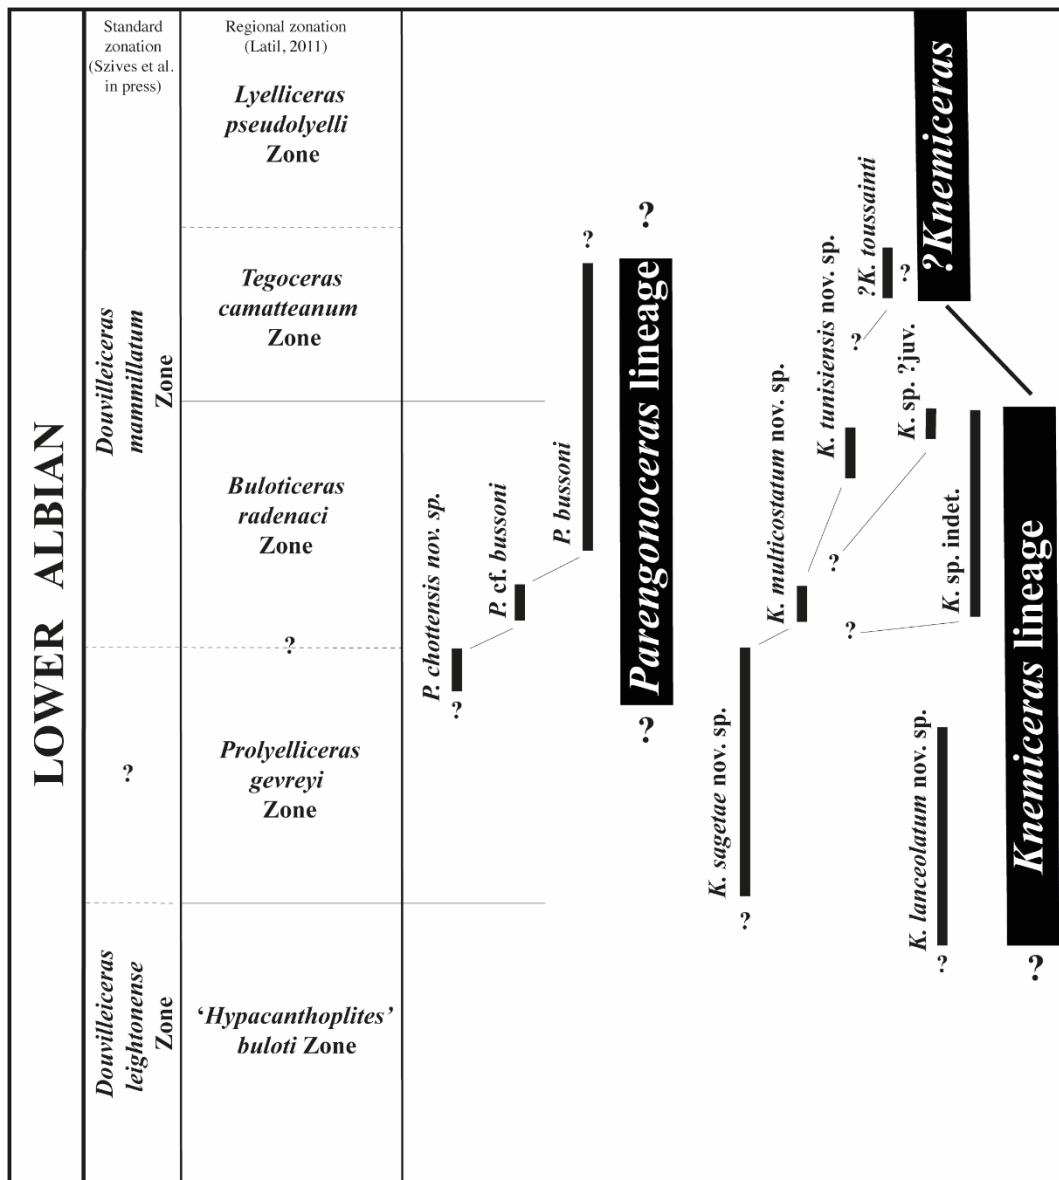 LOWER ALBIAN
Standard
zonation
(Szives et al.
in press)
Douvilleiceras
mammillatum
Zone
?
Douvilleiceras
leightonense
Zone
Regional zonation
(Latil, 2011)
Lyelliceras
pseudolyelli
Zone
Tegoceras
camatteanum
Zone
Buloticeras
radenaci
Zone
?
Prolyelliceras
gevreyi
Zone
‘Hypacanthoplites’
buloti Zone
P. chottensis nov. sp.
?
P. cf. bussoni
?
P. bussoni
?
Parengonoceras lineage
?
K. sagetae nov. sp.
?
K. multicostatum nov. sp.
K. tunisiensis nov. sp.
?
?K. toussainti
?
K. sp. ?juv.
?
?
K. sp. indet.
K. lanceolatum nov. sp.
?
?Knemiceras
Knemiceras lineage
?